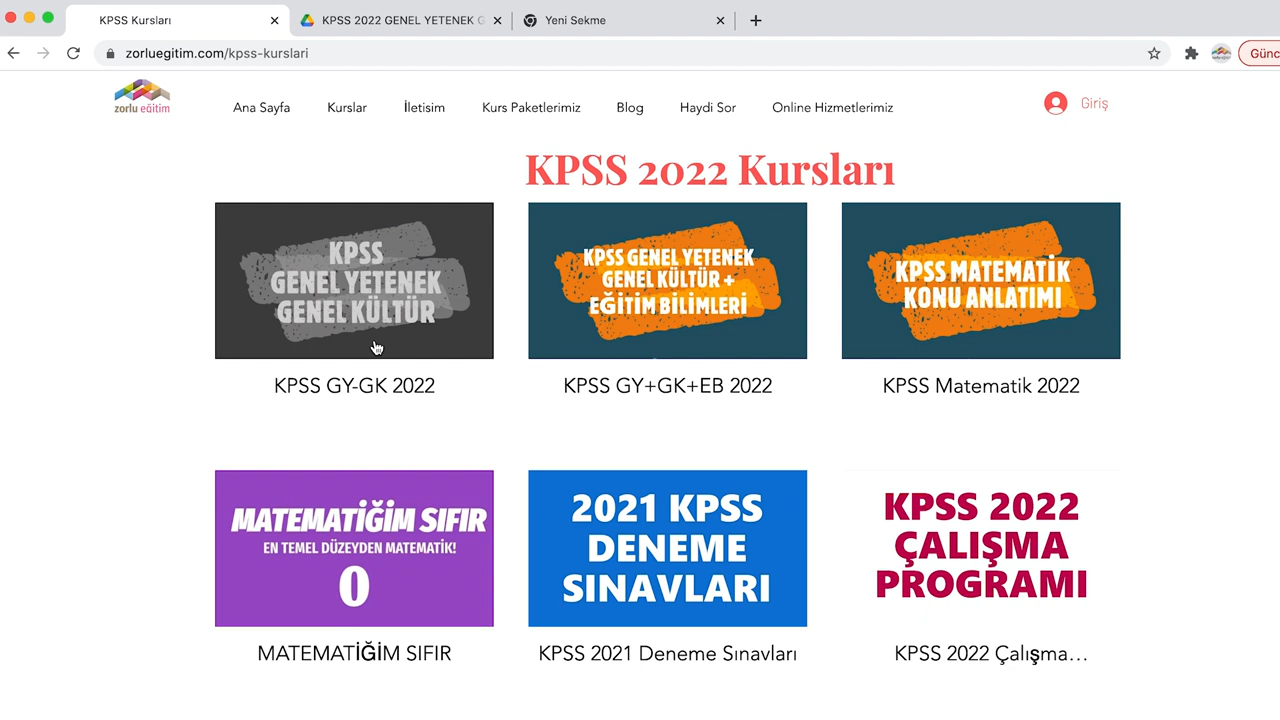 KPSS Kursları
KPSS 2022 GENEL YETENEK G
Yeni Sekme
zorluegitim.com/kpss-kurslari
Günc
zorlu eğitim
Ana Sayfa
Kurslar
İletisim
Kurs Paketlerimiz
Blog
Haydi Sor
Online Hizmetlerimiz
Giriş
KPSS 2022 Kursları
KPSS
GENEL YETENEK
GENEL KÜLTÜR
KPSS GENEL YETENEK
GENEL KÜLTÜR +
EĞİTİM BİLİMLERİ
KPSS MATEMATİK
KONU ANLATIMI
KPSS GY-GK 2022
KPSS GY+GK+EB 2022
KPSS Matematik 2022
MATEMATİĞİM SIFIR
EN TEMEL DÜZEYDEN MATEMATİK!
0
2021 KPSS
DENEME
SINAVLARI
KPSS 2022
ÇALIŞMA
PROGRAMI
MATEMATİĞİM SIFIR
KPSS 2021 Deneme Sınavları
KPSS 2022 Çalışma...